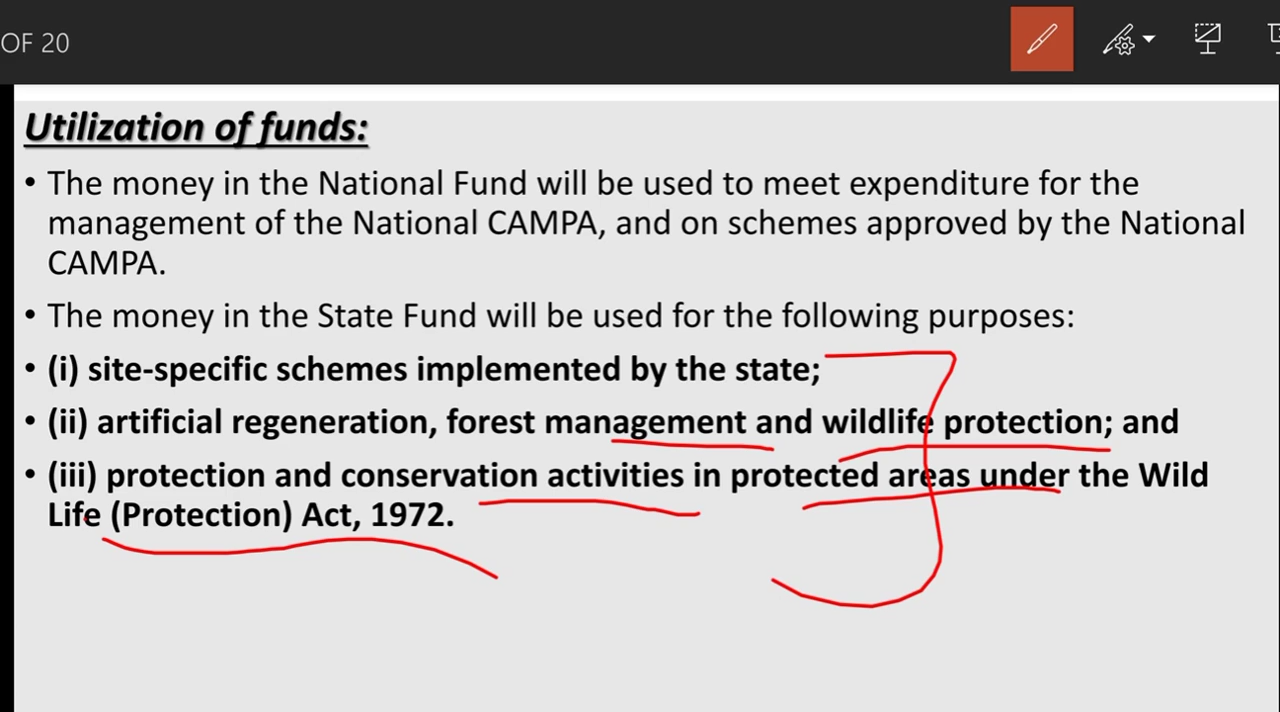 OF 20
Utilization of funds:
• The money in the National Fund will be used to meet expenditure for the
management of the National CAMPA, and on schemes approved by the National
CAMPA.
• The money in the State Fund will be used for the following purposes:
• (i) site-specific schemes implemented by the state;
• (ii) artificial regeneration, forest management and wildlife protection; and
• (iii) protection and conservation activities in protected areas under the Wild
Life (Protection) Act, 1972.